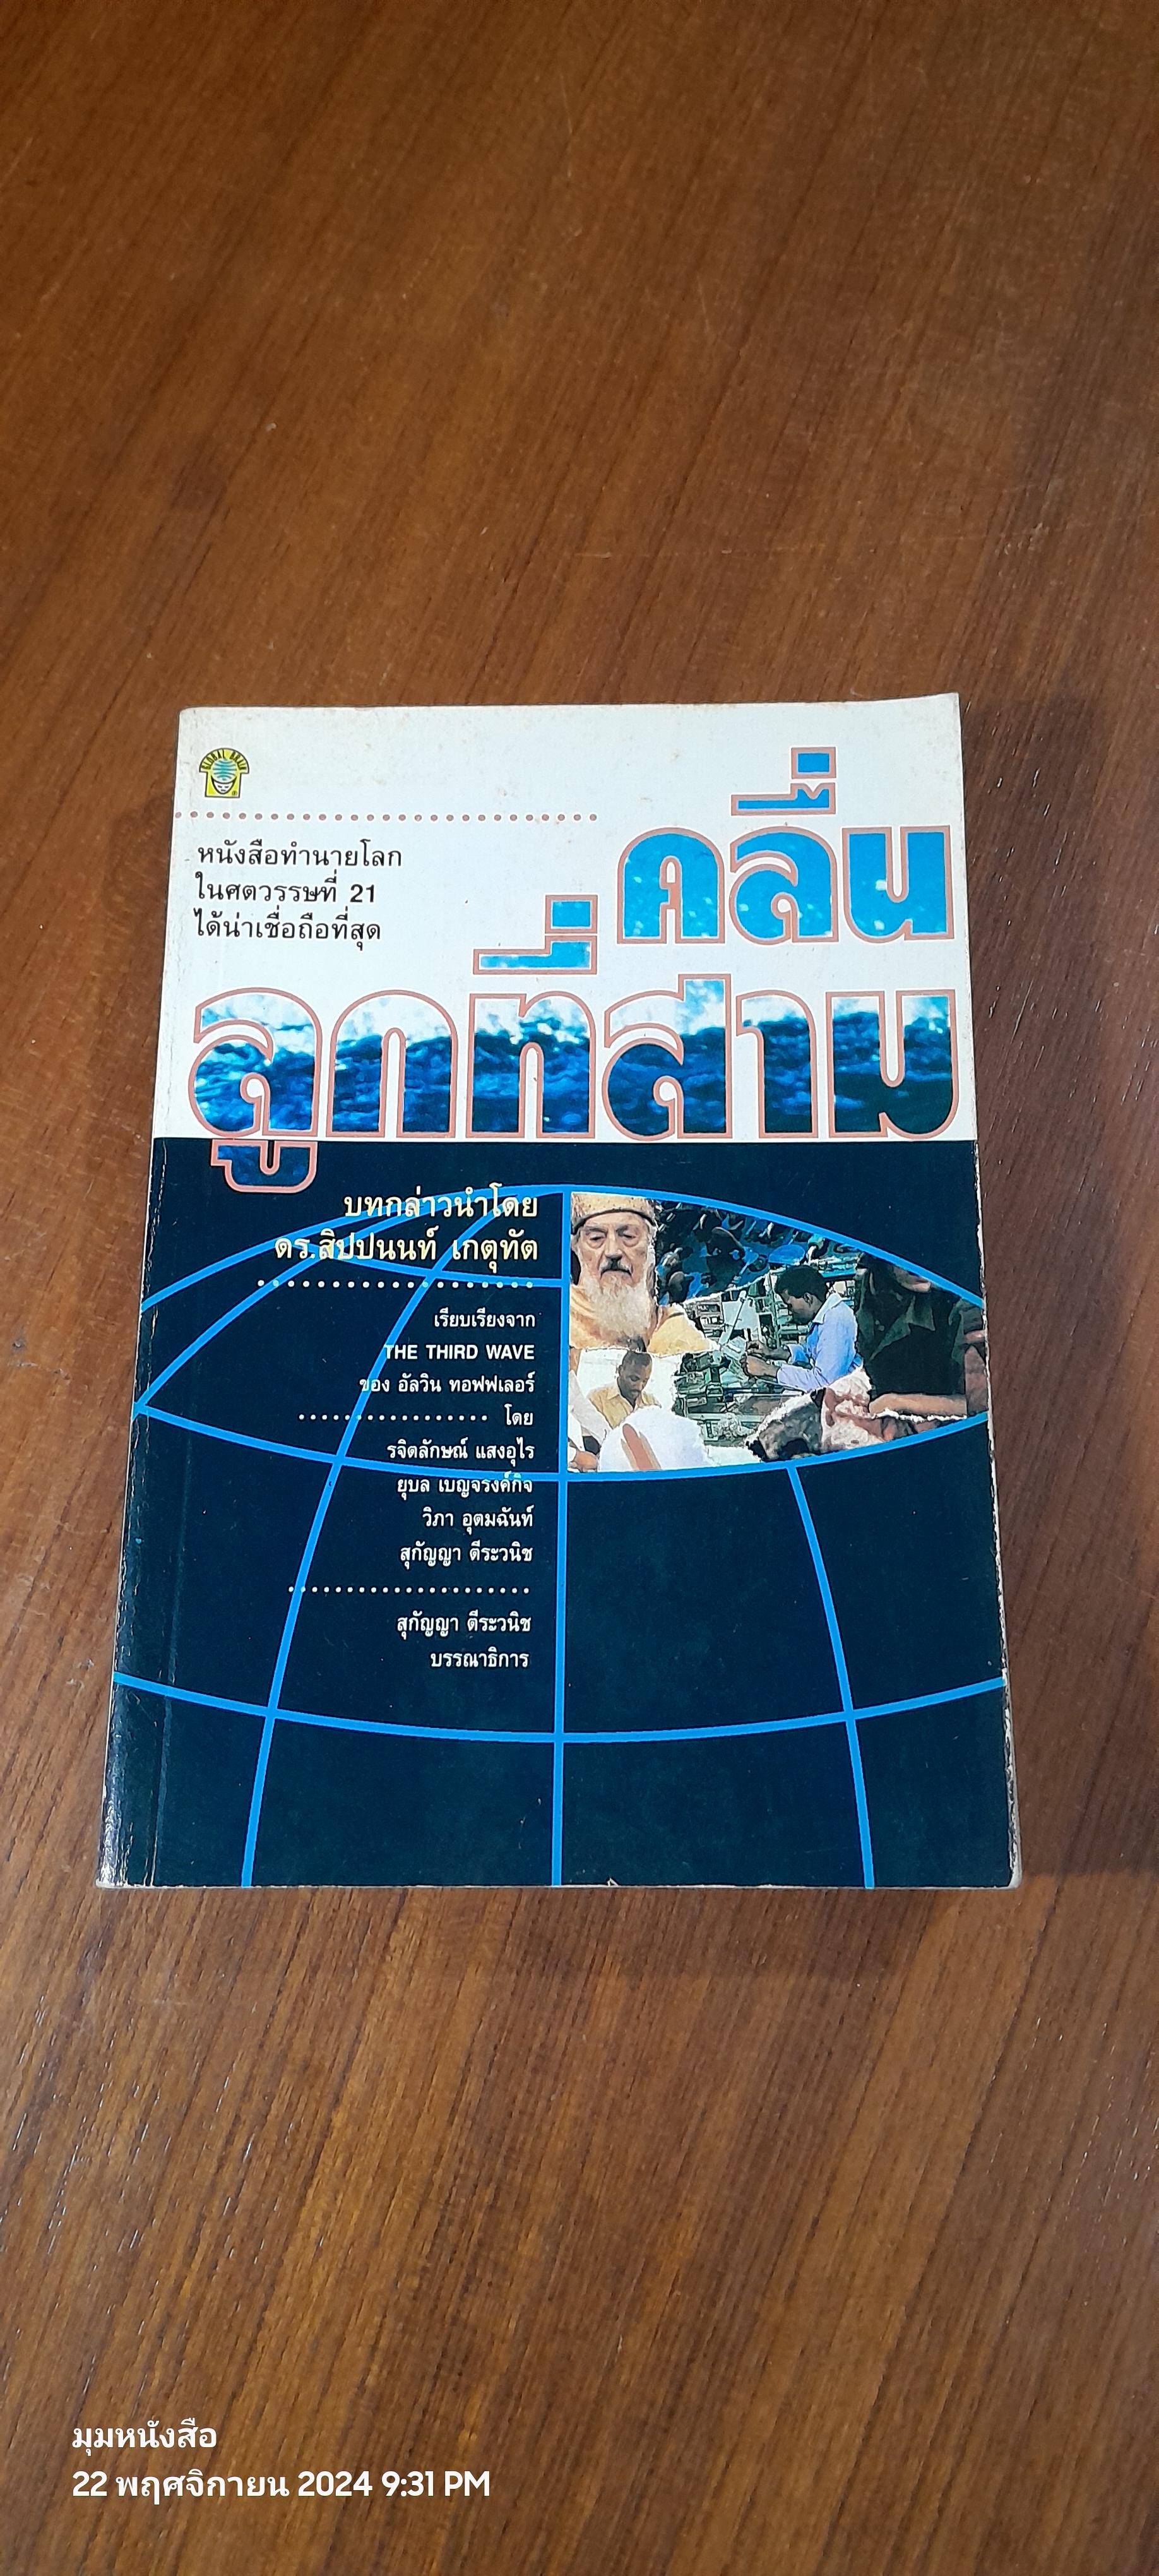 GLOBAL BRAIN
หนังสือทำนายโลก
ในศตวรรษที่ 21
ได้น่าเชื่อถือที่สุด
คลื่น
ลูกที่สาม
บทกล่าวนำโดย
ดร.สิปปนนท์ เกตุทัต
เรียบเรียงจาก
THE THIRD WAVE
ของ อัลวิน ทอฟฟเลอร์
โดย
รจิตลักษณ์ แสงอุไร
ยุบล เบญจรงค์กิจ
วิภา อุตมฉันท์
สุกัญญา ตีระวนิช
สุกัญญา ตีระวนิช
บรรณาธิการ
มุมหนังสือ
22 พฤศจิกายน 2024 9:31 PM